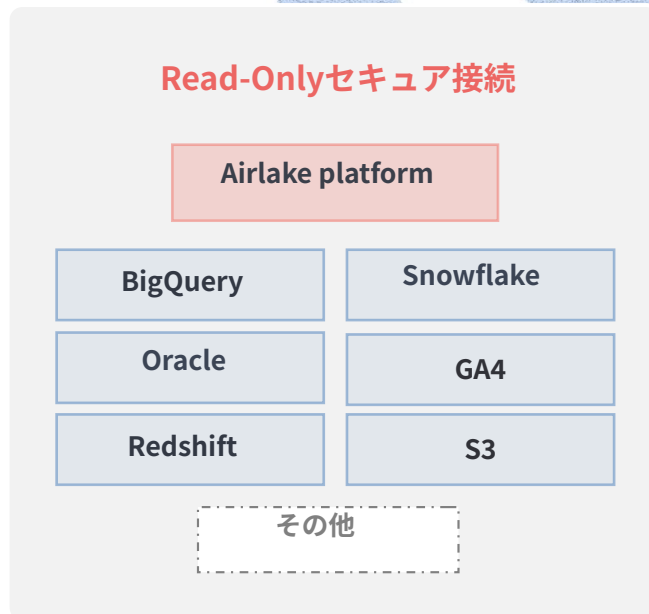 Read-Onlyセキュア接続
Airlake platform
BigQuery
Snowflake
Oracle
GA4
Redshift
S3
その他